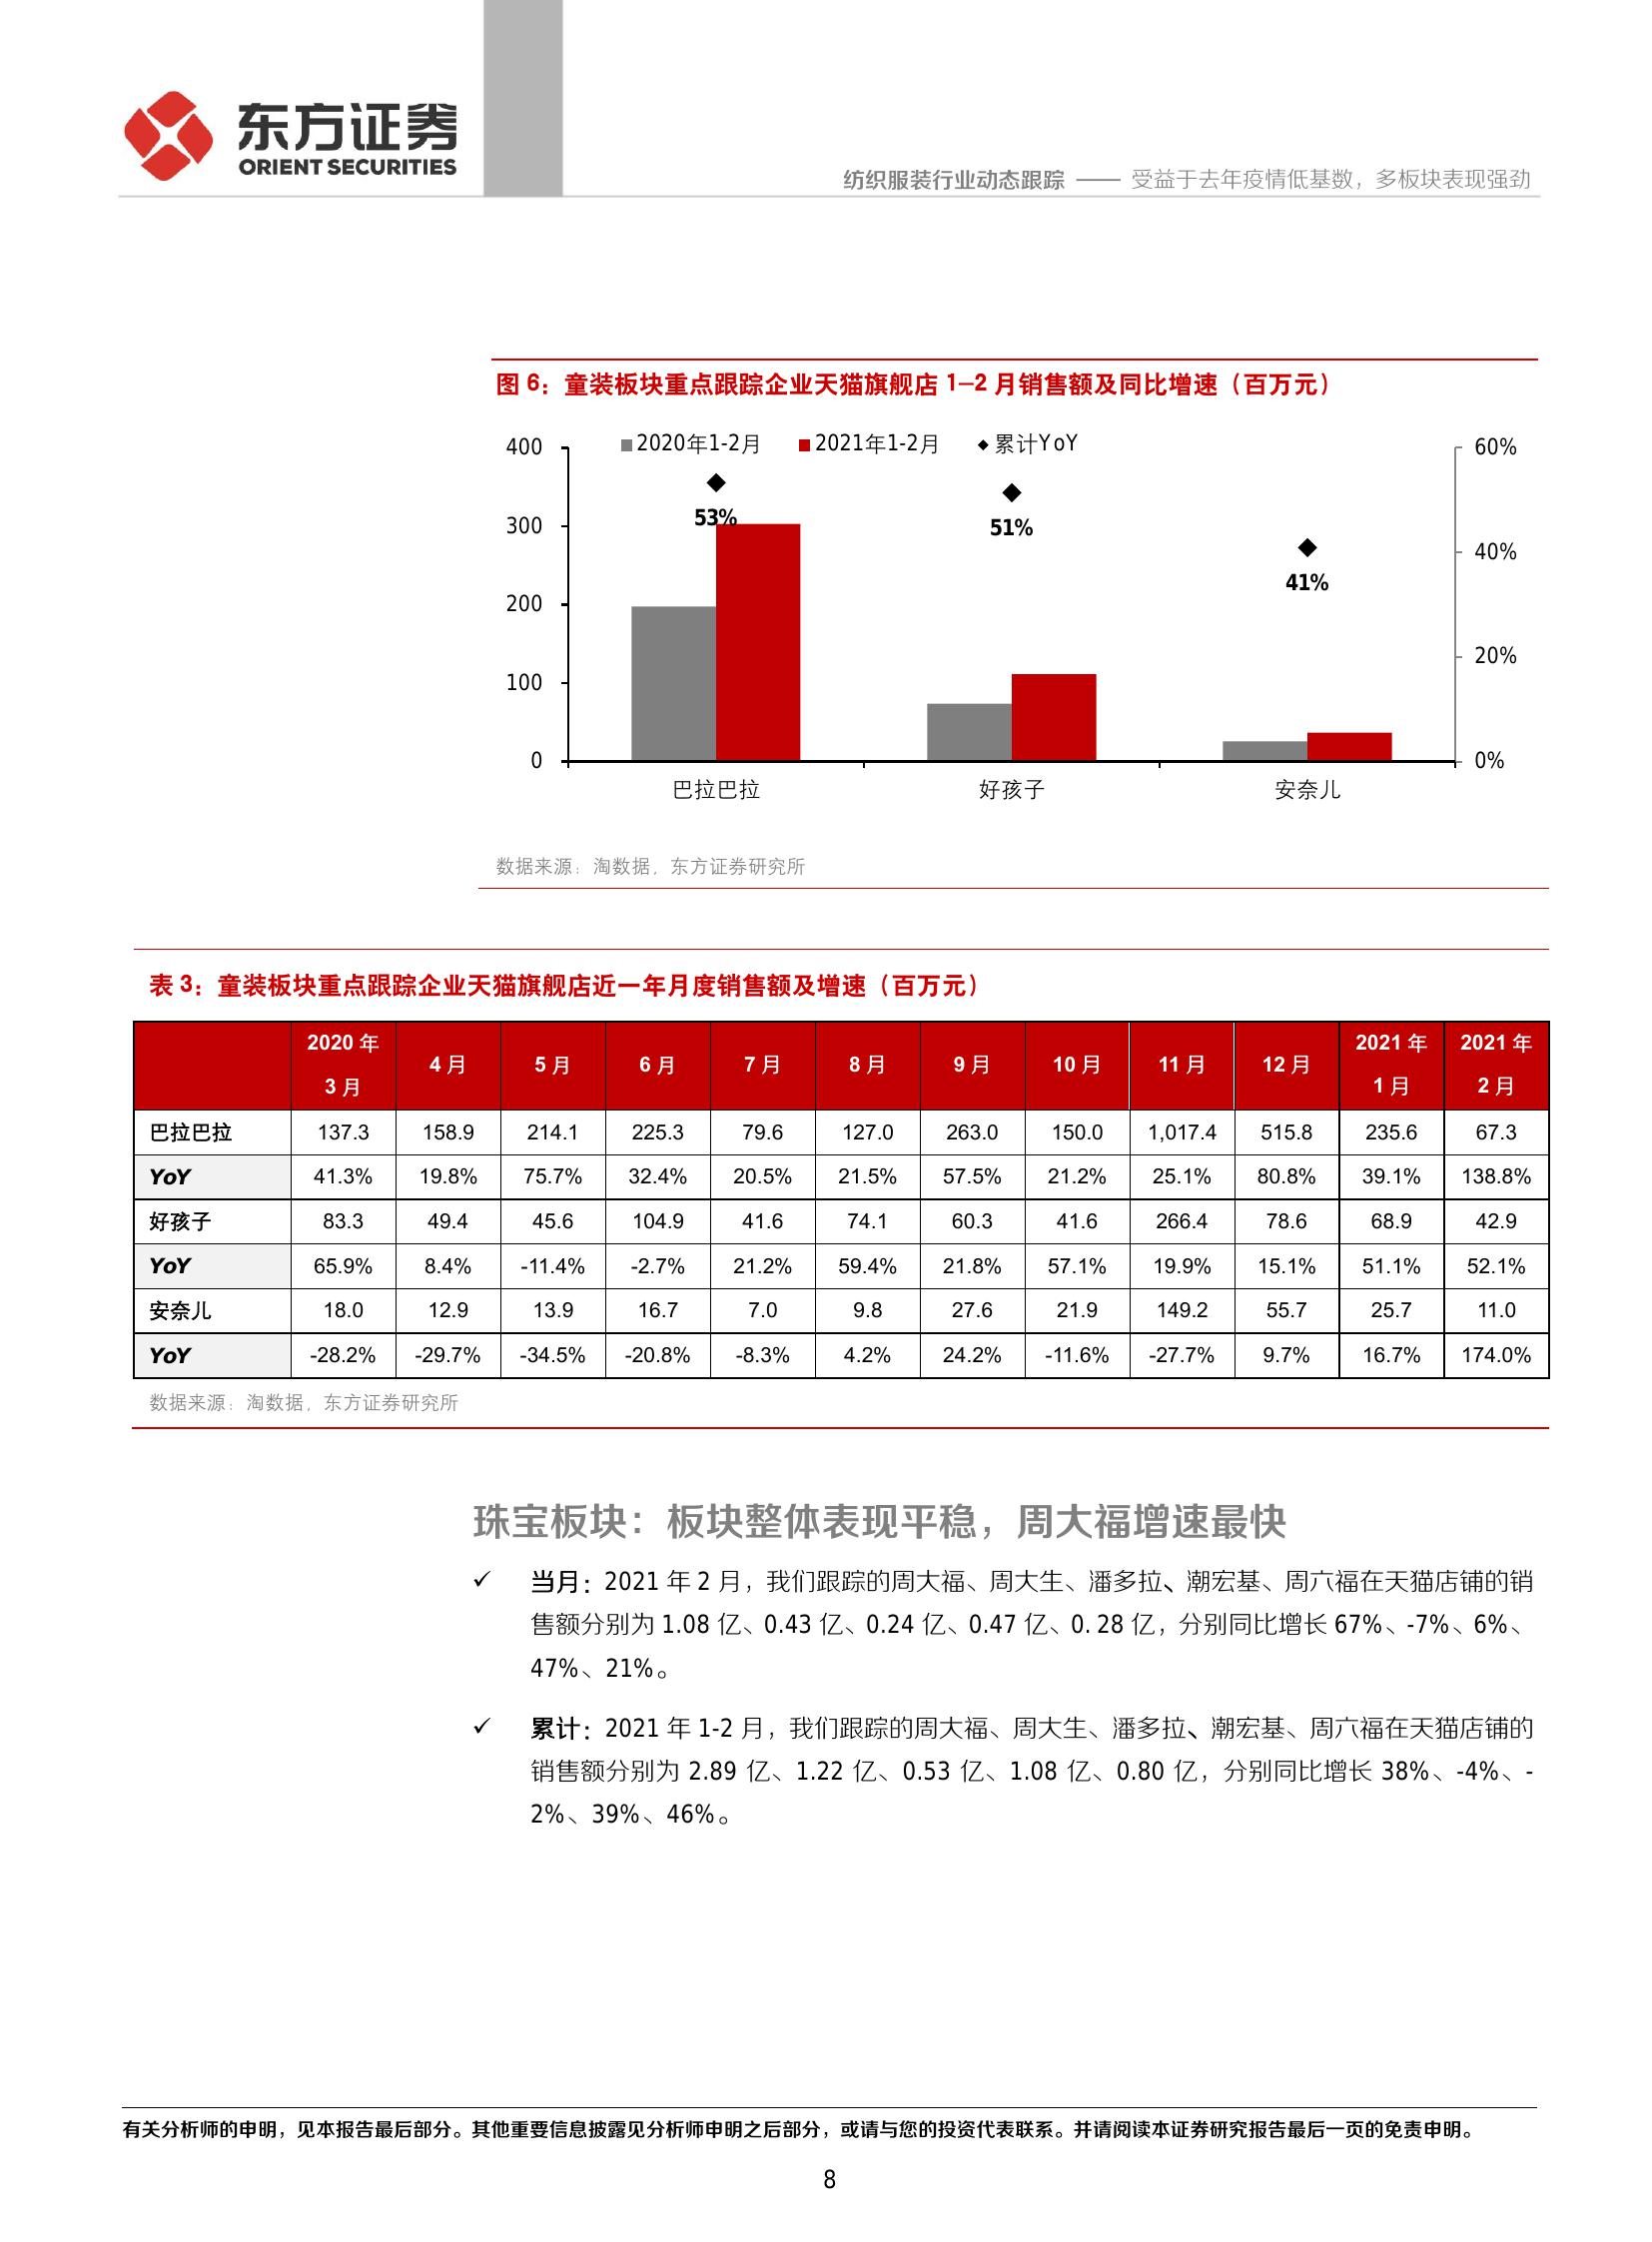 东方证券
ORIENT SECURITIES
纺织服装行业动态跟踪 —— 受益于去年疫情低基数，多板块表现强劲
图 6：童装板块重点跟踪企业天猫旗舰店 1–2 月销售额及同比增速（百万元）
2020年1-2月 2021年1-2月 累计YoY
400
300
200
100
0
60%
40%
20%
0%
53%
51%
41%
巴拉巴拉 好孩子 安奈儿
数据来源：淘数据，东方证券研究所
表 3：童装板块重点跟踪企业天猫旗舰店近一年月度销售额及增速（百万元）
2020 年 3 月 4 月 5 月 6 月 7 月 8 月 9 月 10 月 11 月 12 月 2021 年 1 月 2021 年 2 月
巴拉巴拉 137.3 158.9 214.1 225.3 79.6 127.0 263.0 150.0 1,017.4 515.8 235.6 67.3
YoY 41.3% 19.8% 75.7% 32.4% 20.5% 21.5% 57.5% 21.2% 25.1% 80.8% 39.1% 138.8%
好孩子 83.3 49.4 45.6 104.9 41.6 74.1 60.3 41.6 266.4 78.6 68.9 42.9
YoY 65.9% 8.4% -11.4% -2.7% 21.2% 59.4% 21.8% 57.1% 19.9% 15.1% 51.1% 52.1%
安奈儿 18.0 12.9 13.9 16.7 7.0 9.8 27.6 21.9 149.2 55.7 25.7 11.0
YoY -28.2% -29.7% -34.5% -20.8% -8.3% 4.2% 24.2% -11.6% -27.7% 9.7% 16.7% 174.0%
数据来源：淘数据，东方证券研究所
珠宝板块：板块整体表现平稳，周大福增速最快
✓ 当月：2021 年 2 月，我们跟踪的周大福、周大生、潘多拉、潮宏基、周六福在天猫店铺的销
售额分别为 1.08 亿、0.43 亿、0.24 亿、0.47 亿、0. 28 亿，分别同比增长 67%、-7%、6%、
47%、21%。
✓ 累计：2021 年 1-2 月，我们跟踪的周大福、周大生、潘多拉、潮宏基、周六福在天猫店铺的
销售额分别为 2.89 亿、1.22 亿、0.53 亿、1.08 亿、0.80 亿，分别同比增长 38%、-4%、-
2%、39%、46%。
有关分析师的申明，见本报告最后部分。其他重要信息披露见分析师申明之后部分，或请与您的投资代表联系。并请阅读本证券研究报告最后一页的免责申明。
8